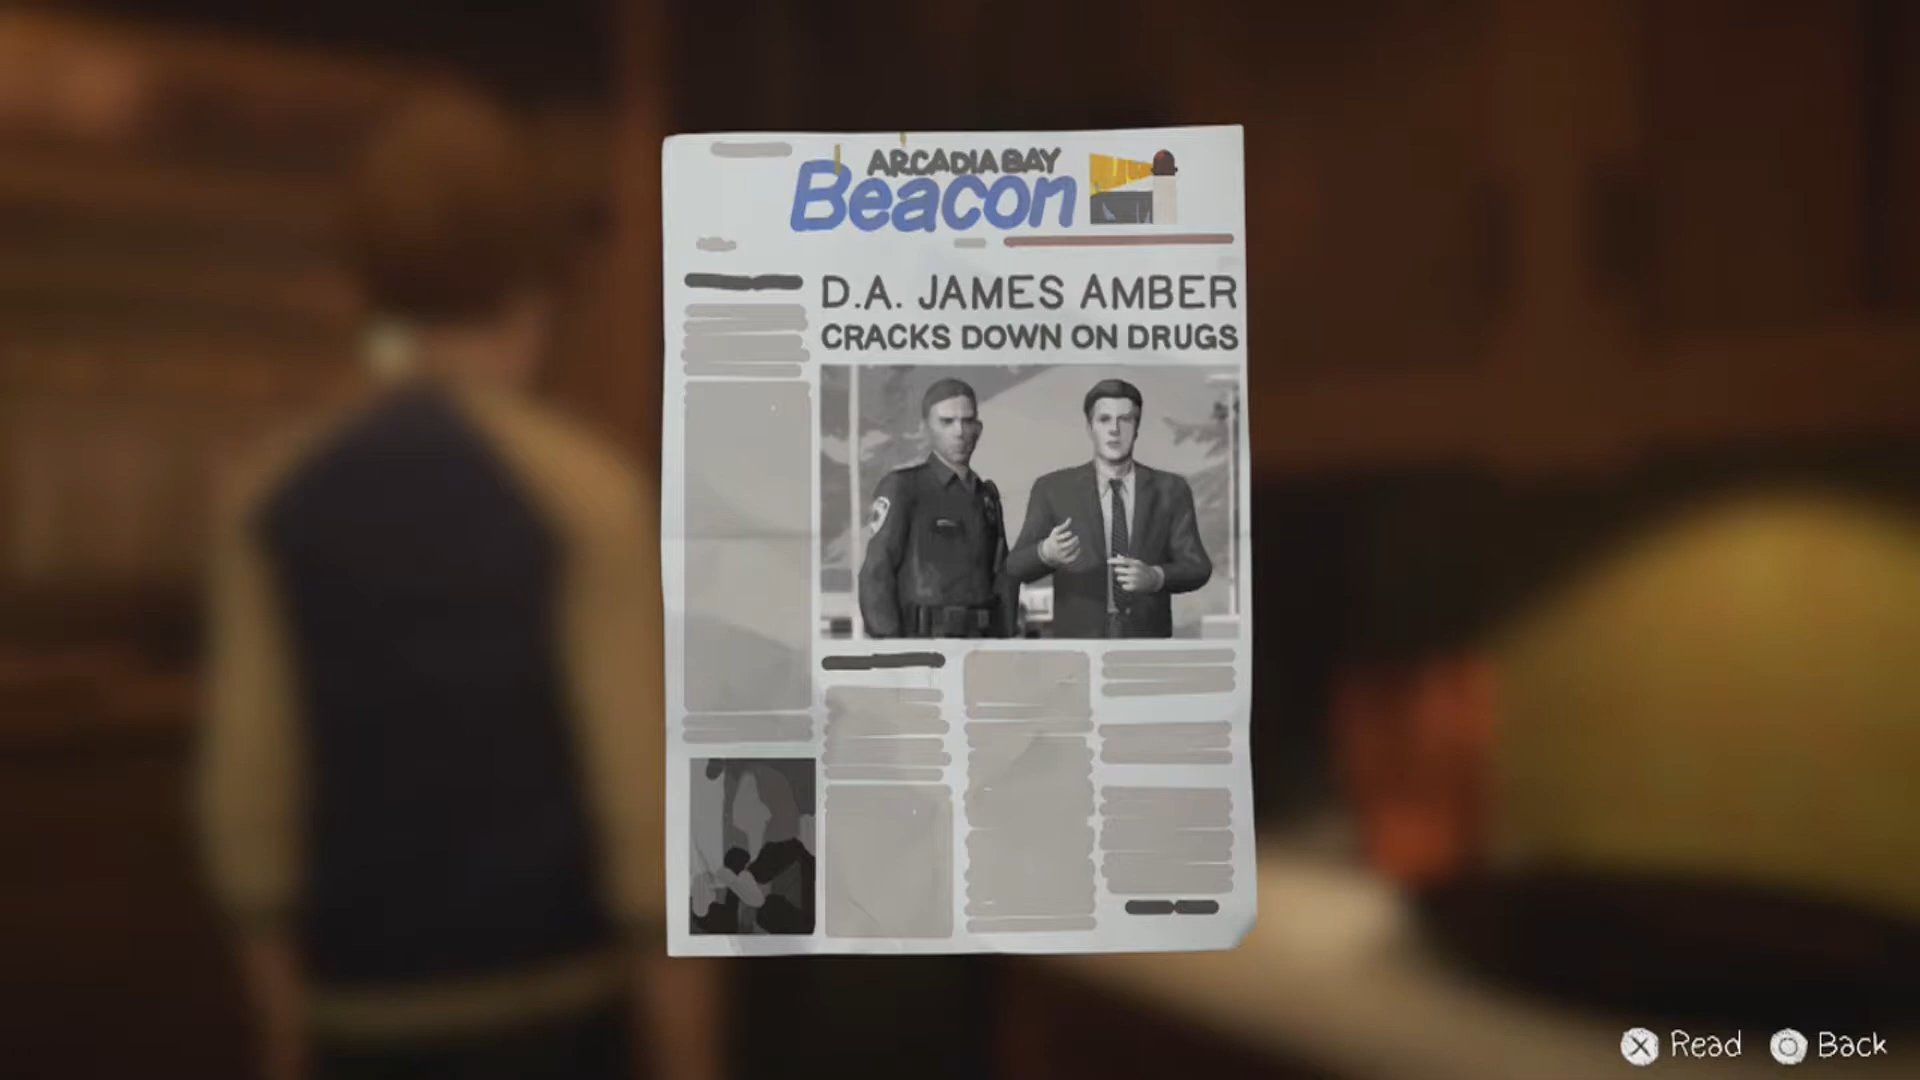 ARCADIA BAY
Beacon
D.A. JAMES AMBER
CRACKS DOWN ON DRUGS
Read
Back